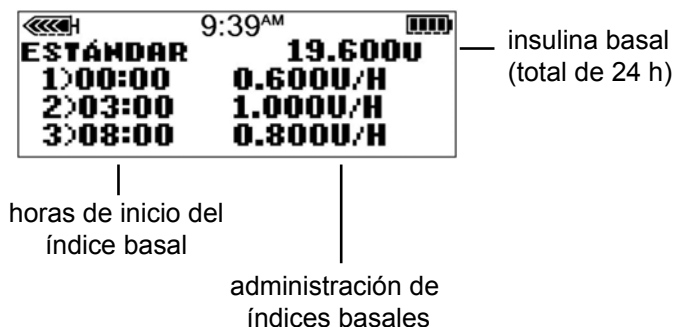 9:39AM
ESTÁNDAR 19.600U
1)00:00 0.600U/H
2)03:00 1.000U/H
3)08:00 0.800U/H
insulina basal
(total de 24 h)
horas de inicio del
índice basal
administración de
índices basales